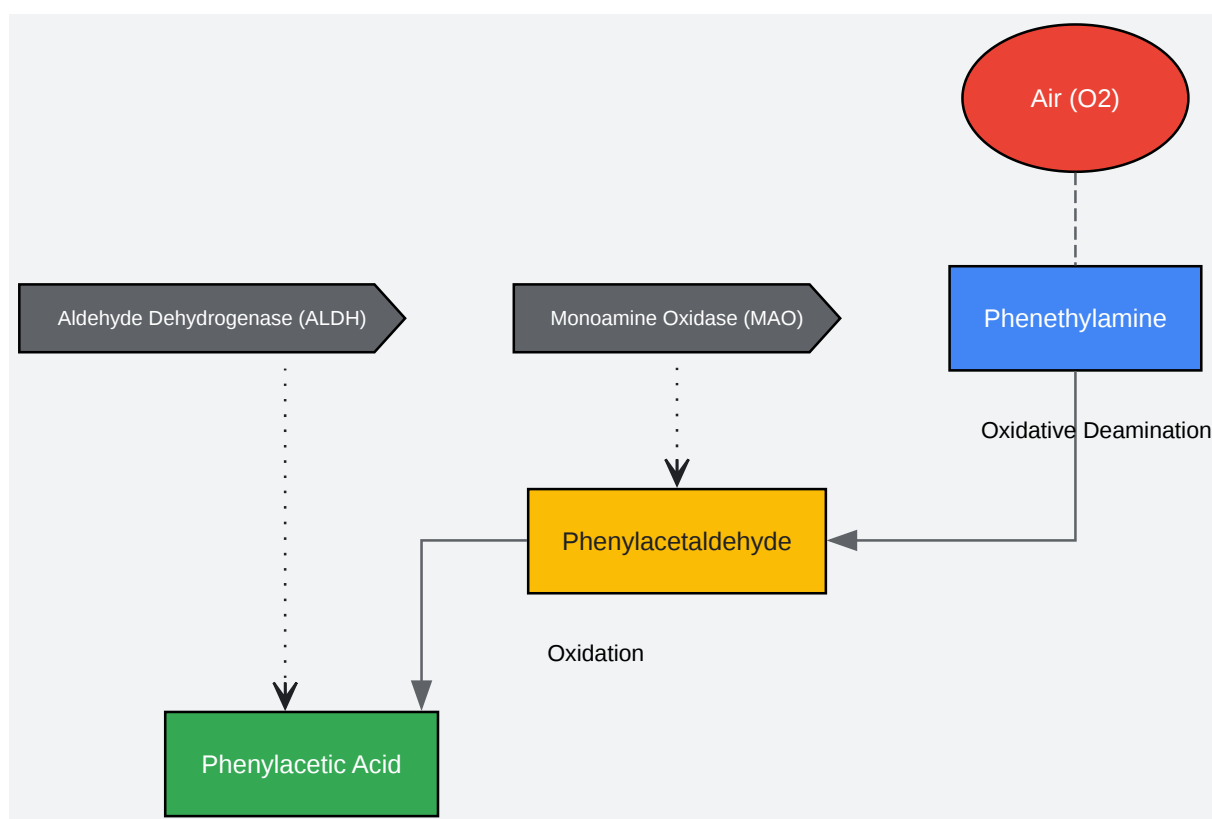 Air (O2)
Aldehyde Dehydrogenase (ALDH)
Monoamine Oxidase (MAO)
Phenethylamine
Oxidative Deamination
Phenylacetaldehyde
Oxidation
Phenylacetic Acid